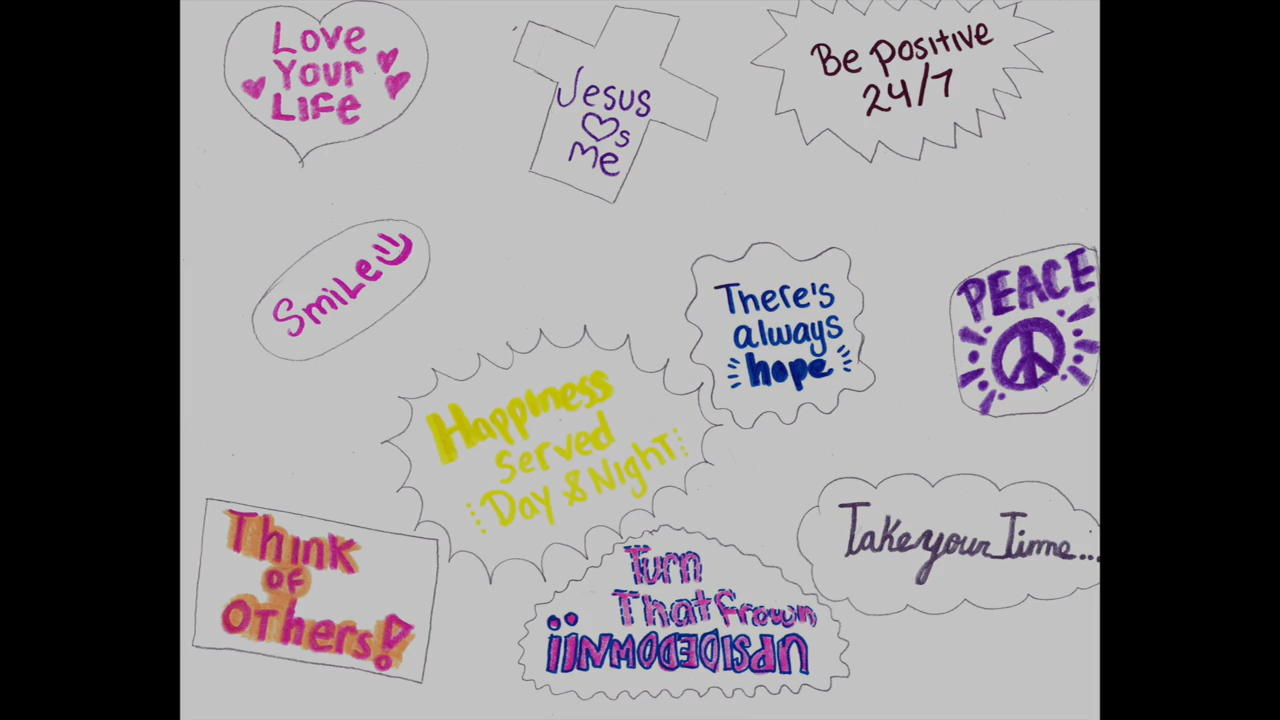 Love
Your
Life
Jesus
♡s
Me
Be positive
24/7
Smile
There's
always
hope
PEACE
Happiness
Served
Day & Night
Think
of
others!
Turn
That frown
UPSIDEDOWN!!
Take your Time...